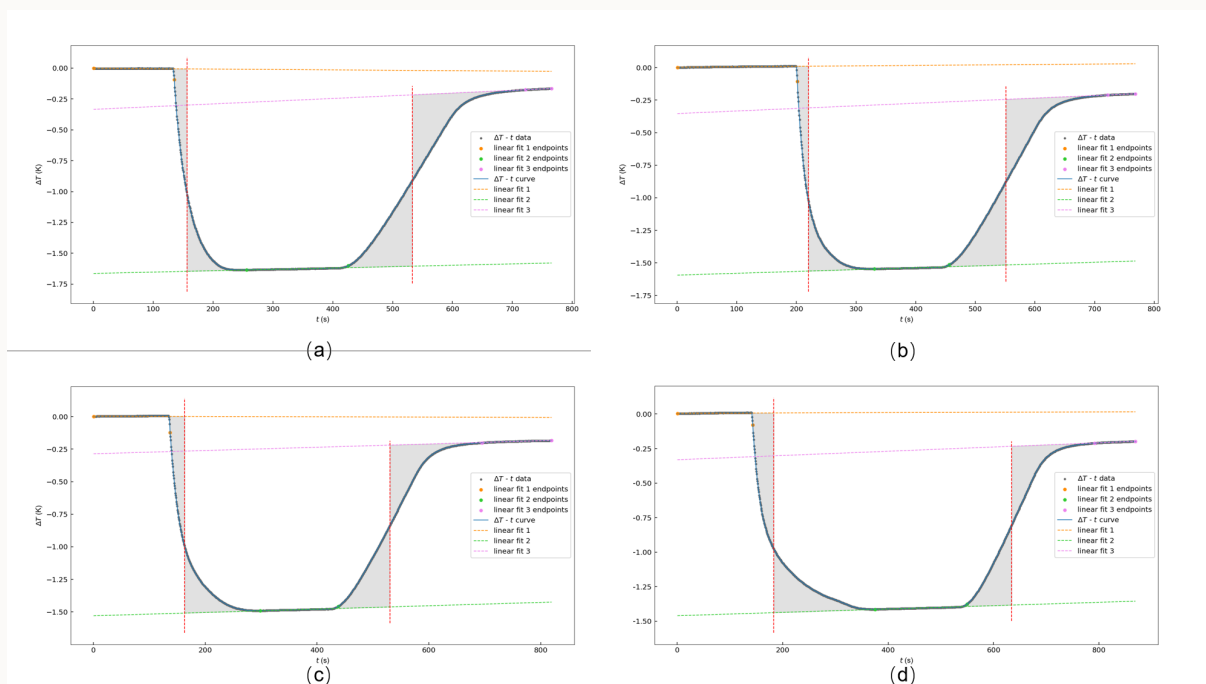 0.00
−0.25
−0.50
−0.75
−1.00
−1.25
−1.50
−1.75
ΔT (K)
0
100
200
300
400
500
600
700
800
t (s)
ΔT - t data
linear fit 1 endpoints
linear fit 2 endpoints
linear fit 3 endpoints
ΔT - t curve
linear fit 1
linear fit 2
linear fit 3
(a)
0.00
−0.25
−0.50
−0.75
−1.00
−1.25
−1.50
−1.75
ΔT (K)
0
100
200
300
400
500
600
700
800
t (s)
ΔT - t data
linear fit 1 endpoints
linear fit 2 endpoints
linear fit 3 endpoints
ΔT - t curve
linear fit 1
linear fit 2
linear fit 3
(b)
0.00
−0.25
−0.50
−0.75
−1.00
−1.25
−1.50
ΔT (K)
0
200
400
600
800
t (s)
ΔT - t data
linear fit 1 endpoints
linear fit 2 endpoints
linear fit 3 endpoints
ΔT - t curve
linear fit 1
linear fit 2
linear fit 3
(c)
0.00
−0.25
−0.50
−0.75
−1.00
−1.25
−1.50
ΔT (K)
0
200
400
600
800
t (s)
ΔT - t data
linear fit 1 endpoints
linear fit 2 endpoints
linear fit 3 endpoints
ΔT - t curve
linear fit 1
linear fit 2
linear fit 3
(d)